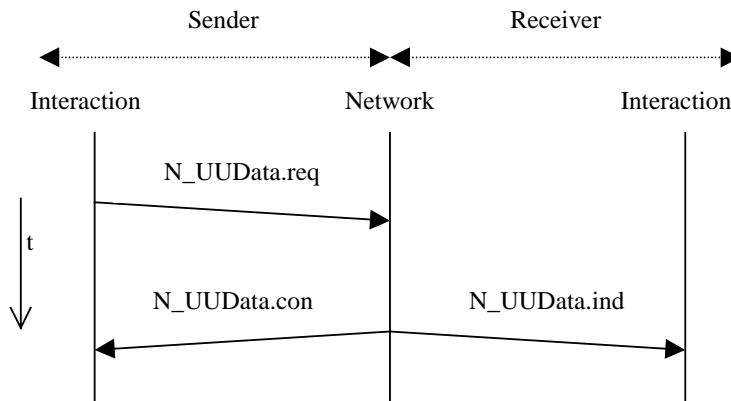 Sender Receiver
Interaction Network Interaction
N_UUData.req
t
N_UUData.con N_UUData.ind